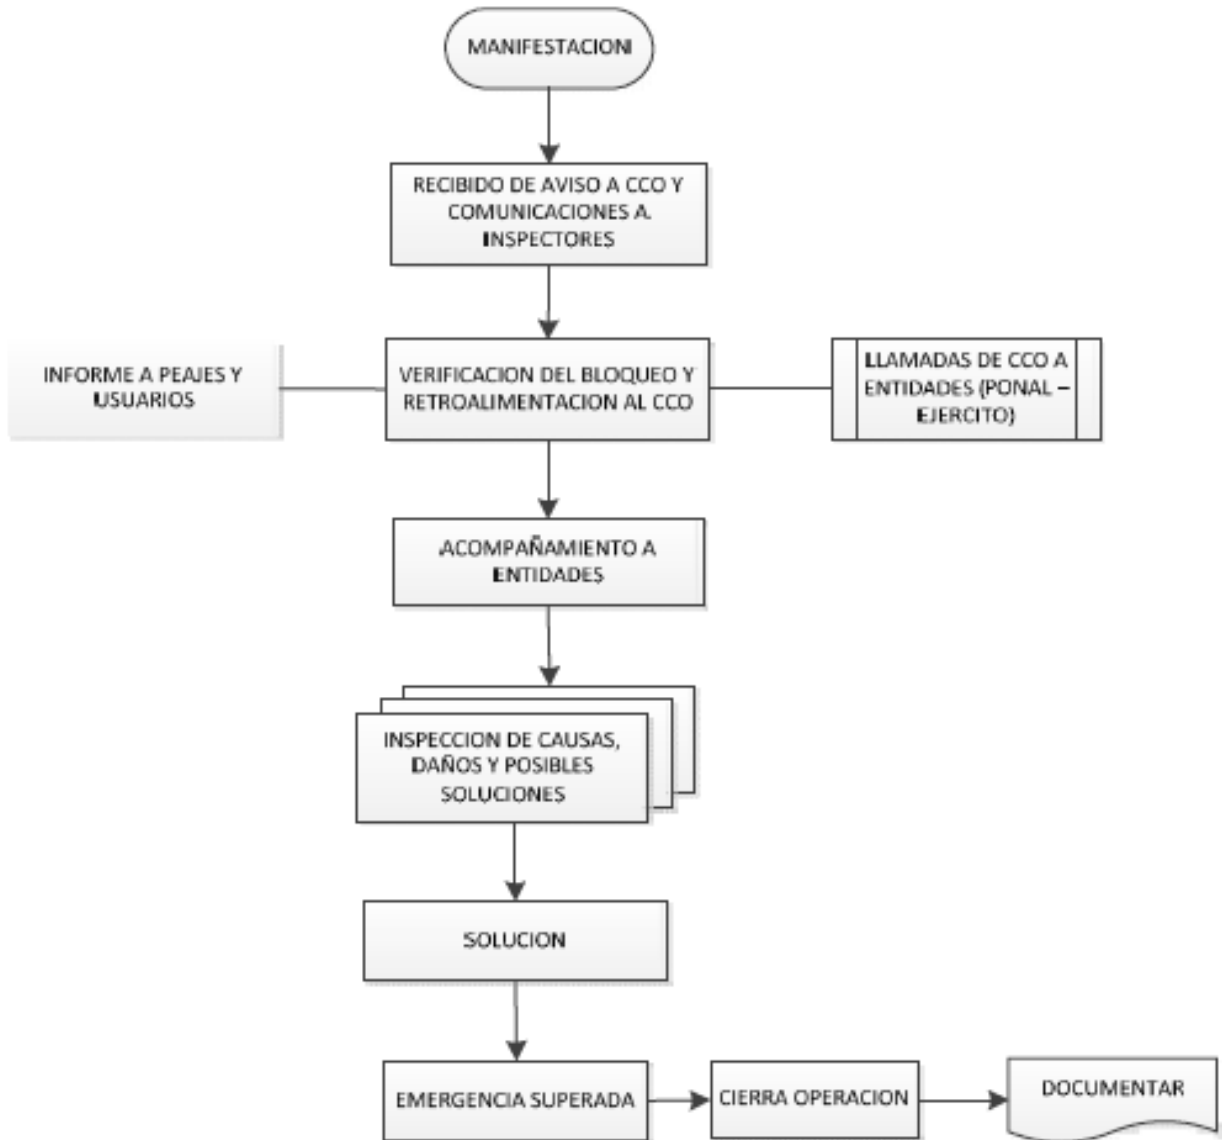 MANIFESTACION
RECIBIDO DE AVISO A CCO Y
COMUNICACIONES A
INSPECTORES
INFORME A PEAJES Y
USUARIOS
VERIFICACION DEL BLOQUEO Y
RETROALIMENTACION AL CCO
LLAMADAS DE CCO A
ENTIDADES (PONAL –
EJERCITO)
ACOMPAÑAMIENTO A
ENTIDADES
INSPECCION DE CAUSAS,
DAÑOS Y POSIBLES
SOLUCIONES
SOLUCION
EMERGENCIA SUPERADA
CIERRA OPERACION
DOCUMENTAR